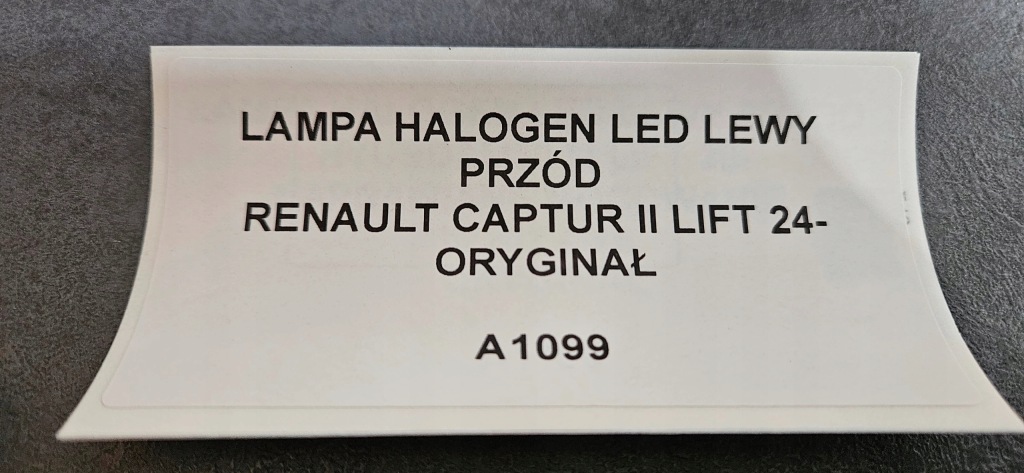 LAMPA HALOGEN LED LEWY
PRZÓD
RENAULT CAPTUR II LIFT 24-
ORYGINAŁ
A1099